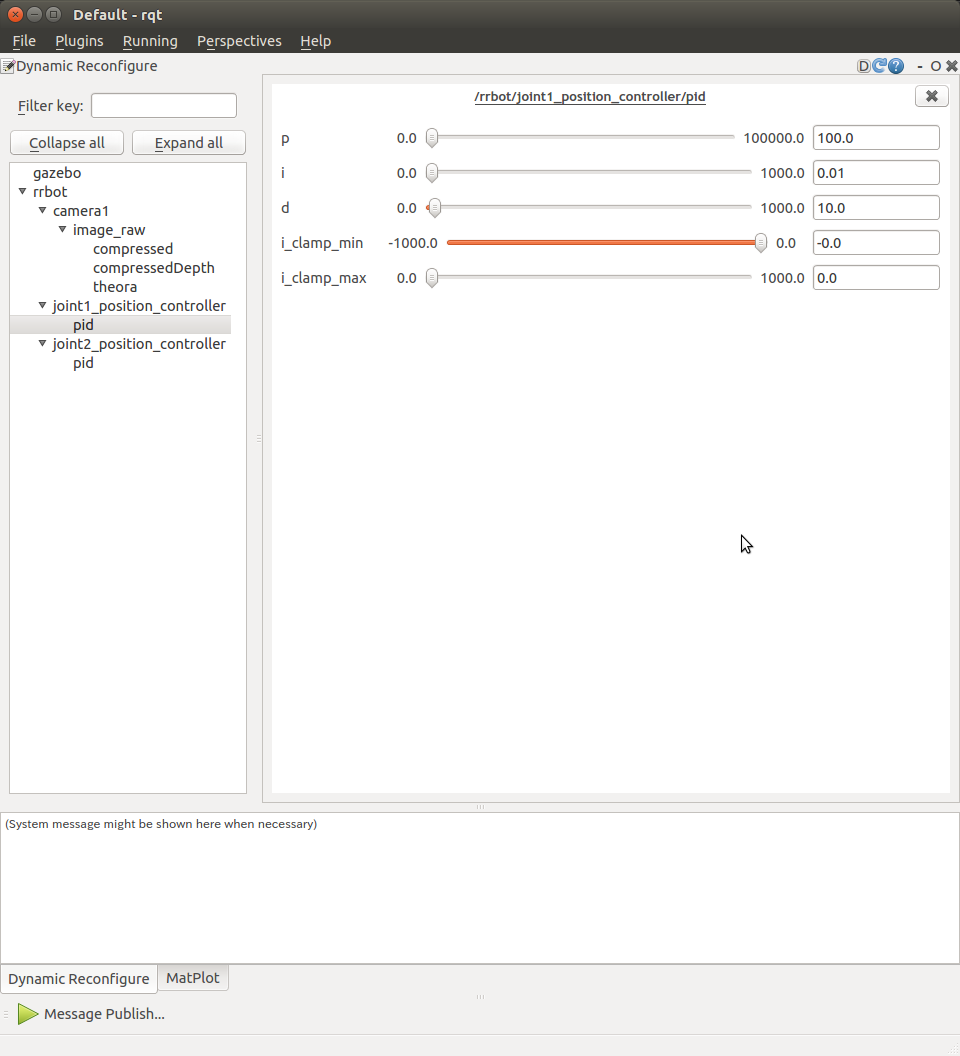 Default - rqt
File Plugins Running Perspectives Help
Dynamic Reconfigure
D C ? - O ✖
Filter key:
Collapse all Expand all
gazebo
rrbot
camera1
image_raw
compressed
compressedDepth
theora
joint1_position_controller
pid
joint2_position_controller
pid
/rrbot/joint1_position_controller/pid
p 0.0 100000.0 100.0
i 0.0 1000.0 0.01
d 0.0 1000.0 10.0
i_clamp_min -1000.0 0.0 -0.0
i_clamp_max 0.0 1000.0 0.0
(System message might be shown here when necessary)
Dynamic Reconfigure MatPlot
Message Publish...